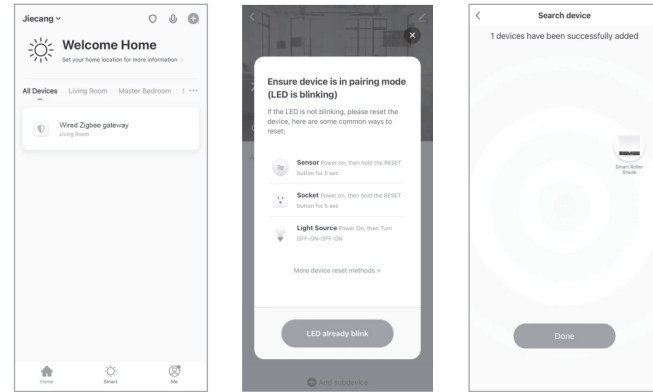 Jiecang
Welcome Home
Set your home location for more information
All Devices Living Room Master Bedroom
Wired Zigbee gateway
Living Room
Home Smart Me
Ensure device is in pairing mode
(LED is blinking)
If the LED is not blinking, please reset the
device, here are some common ways to
reset:
Sensor Power on, then hold the RESET
button for 5 sec
Socket Power on, then hold the RESET
button for 5 sec
Light Source Power On, then Turn
OFF-ON-OFF-ON
More device reset methods »
LED already blink
Add subdevice
Search device
1 devices have been successfully added
Smart Roller
Shade
Done